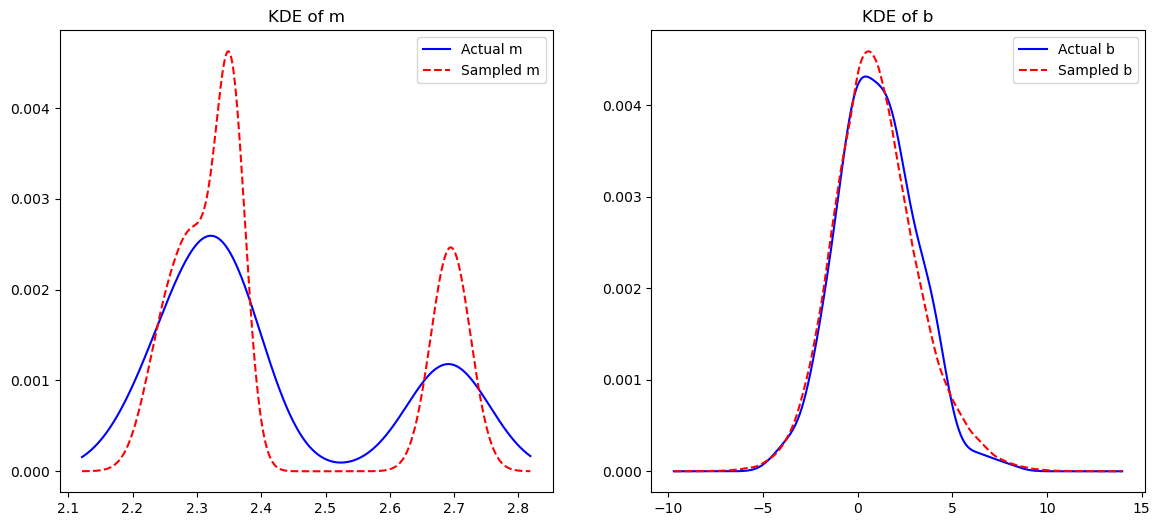 KDE of m
Actual m
Sampled m
0.004
0.003
0.002
0.001
0.000
2.1 2.2 2.3 2.4 2.5 2.6 2.7 2.8
KDE of b
Actual b
Sampled b
0.004
0.003
0.002
0.001
0.000
−10 −5 0 5 10 15